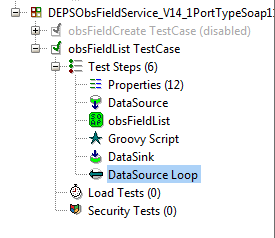 DEPSObsFieldService_V14_1PortTypeSoap1
obsFieldCreate TestCase (disabled)
obsFieldList TestCase
Test Steps (6)
Properties (12)
DataSource
obsFieldList
Groovy Script
DataSink
DataSource Loop
Load Tests (0)
Security Tests (0)